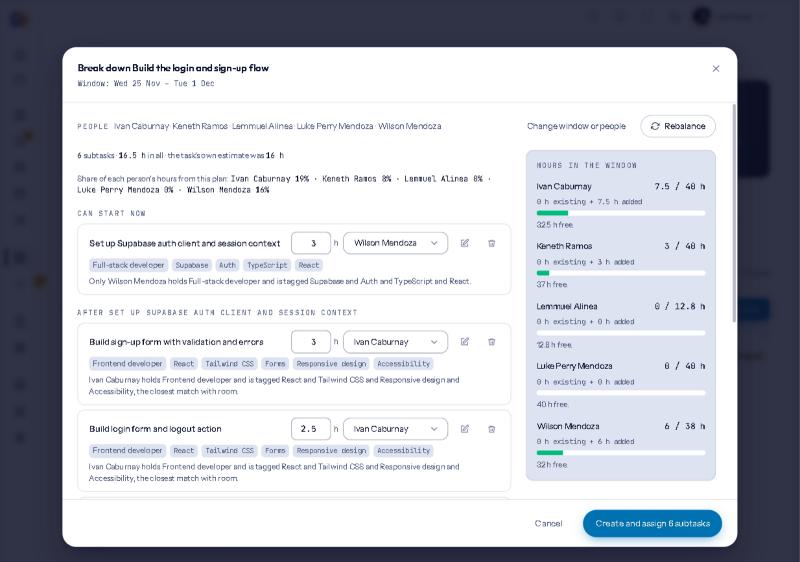 Break down Build the login and sign-up flow
Window: Wed 25 Nov – Tue 1 Dec
PEOPLE Ivan Caburnay · Keneth Ramos · Lemmuel Alinea · Luke Perry Mendoza · Wilson Mendoza
Change window or people
Rebalance
6 subtasks · 16.5 h in all · the task's own estimate was 16 h
Share of each person's hours from this plan: Ivan Caburnay 19% · Keneth Ramos 8% · Lemmuel Alinea 0% ·
Luke Perry Mendoza 0% · Wilson Mendoza 16%
CAN START NOW
Set up Supabase auth client and session context 3 h Wilson Mendoza
Full-stack developer Supabase Auth TypeScript React
Only Wilson Mendoza holds Full-stack developer and is tagged Supabase and Auth and TypeScript and React.
AFTER SET UP SUPABASE AUTH CLIENT AND SESSION CONTEXT
Build sign-up form with validation and errors 3 h Ivan Caburnay
Frontend developer React Tailwind CSS Forms Responsive design Accessibility
Ivan Caburnay holds Frontend developer and is tagged React and Tailwind CSS and Responsive design and
Accessibility, the closest match with room.
Build login form and logout action 2.5 h Ivan Caburnay
Frontend developer React Tailwind CSS Forms Responsive design Accessibility
Ivan Caburnay holds Frontend developer and is tagged React and Tailwind CSS and Responsive design and
Accessibility, the closest match with room.
HOURS IN THE WINDOW
Ivan Caburnay 7.5 / 40 h
0 h existing + 7.5 h added
32.5 h free.
Keneth Ramos 3 / 40 h
0 h existing + 3 h added
37 h free.
Lemmuel Alinea 0 / 12.8 h
0 h existing + 0 h added
12.8 h free.
Luke Perry Mendoza 0 / 40 h
0 h existing + 0 h added
40 h free.
Wilson Mendoza 6 / 38 h
0 h existing + 6 h added
32 h free.
Cancel
Create and assign 6 subtasks